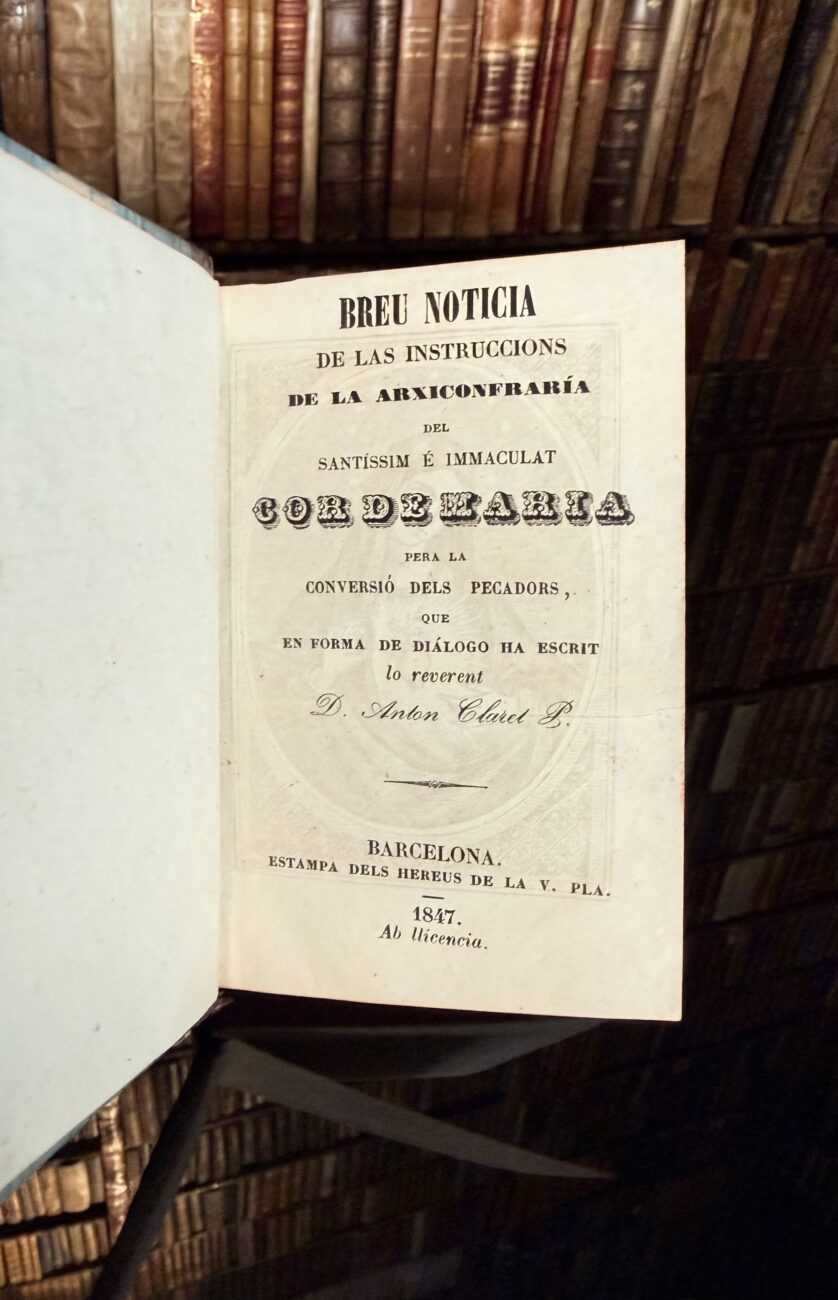 BREU NOTICIA
DE LAS INSTRUCCIONS
DE LA ARXICONFRARÍA
DEL
SANTÍSSIM É IMMACULAT
COR DE MARIA
PERA LA
CONVERSIÓ DELS PECADORS,
QUE
EN FORMA DE DIÁLOGO HA ESCRIT
lo reverent
D. Anton Claret P.
BARCELONA.
ESTAMPA DELS HEREUS DE LA V. PLA.
1847.
Ab llicencia.